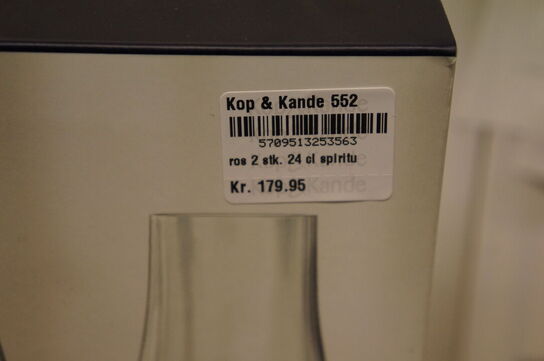 Kop & Kande 552
5709513253563
ros 2 stk. 24 cl spiritu
Kr. 179.95